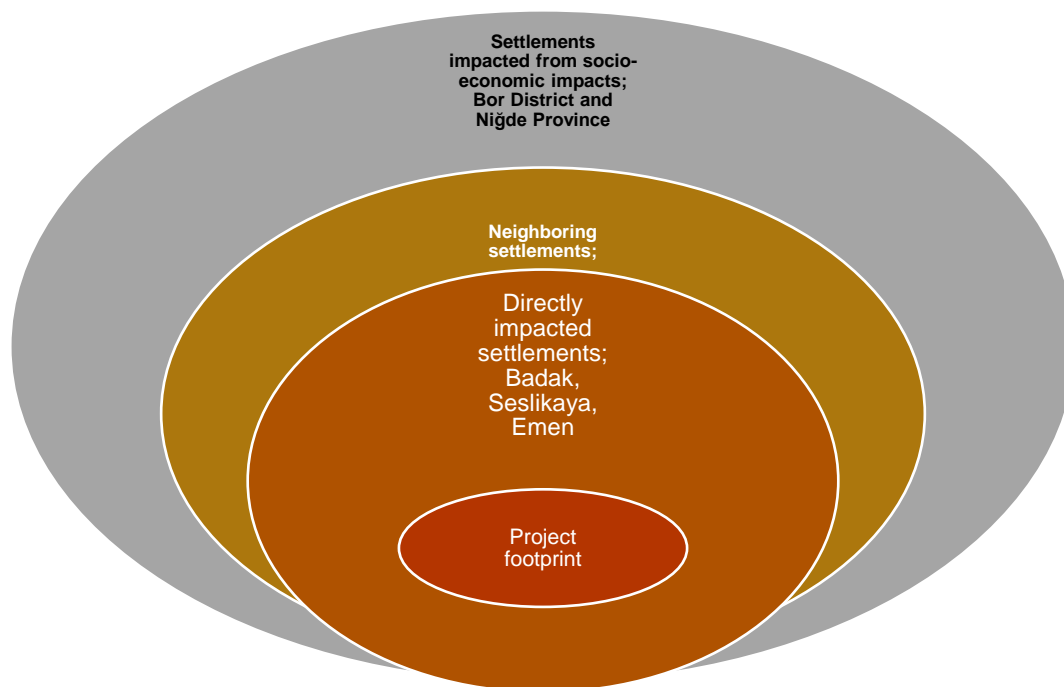 Settlements
impacted from socio-
economic impacts;
Bor District and
Niğde Province
Neighboring
settlements;
Directly
impacted
settlements;
Badak,
Seslikaya,
Emen
Project
footprint